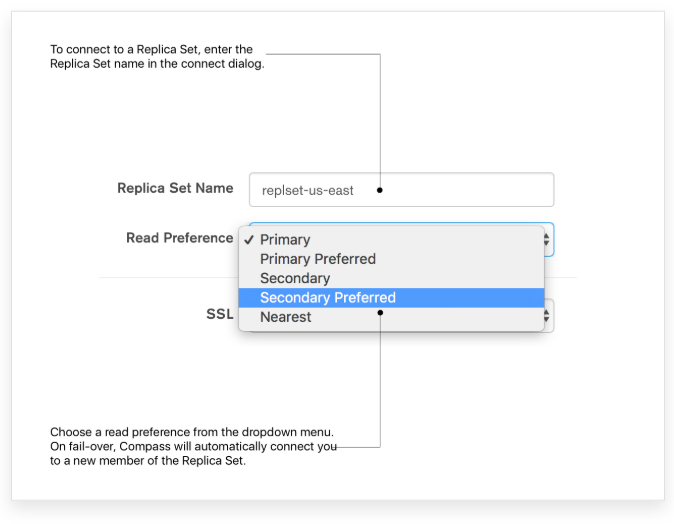 To connect to a Replica Set, enter the
Replica Set name in the connect dialog.
Replica Set Name
replset-us-east
Read Preference
✓ Primary
Primary Preferred
Secondary
Secondary Preferred
Nearest
SSL
Choose a read preference from the dropdown menu.
On fail-over, Compass will automatically connect you
to a new member of the Replica Set.